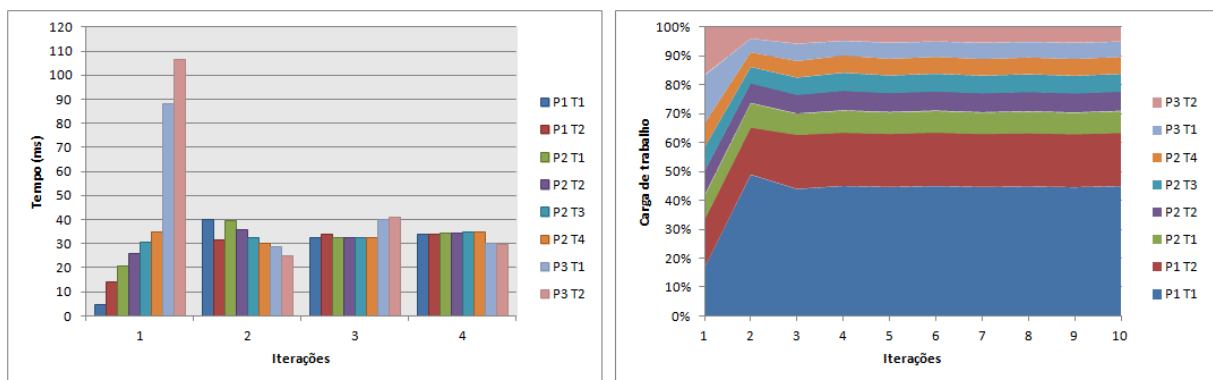 120
110
100
90
80
70
60
50
40
30
20
10
0
Tempo (ms)
1 2 3 4
Iterações
P1 T1
P1 T2
P2 T1
P2 T2
P2 T3
P2 T4
P3 T1
P3 T2
100%
90%
80%
70%
60%
50%
40%
30%
20%
10%
0%
Carga de trabalho
1 2 3 4 5 6 7 8 9 10
Iterações
P3 T2
P3 T1
P2 T4
P2 T3
P2 T2
P2 T1
P1 T2
P1 T1